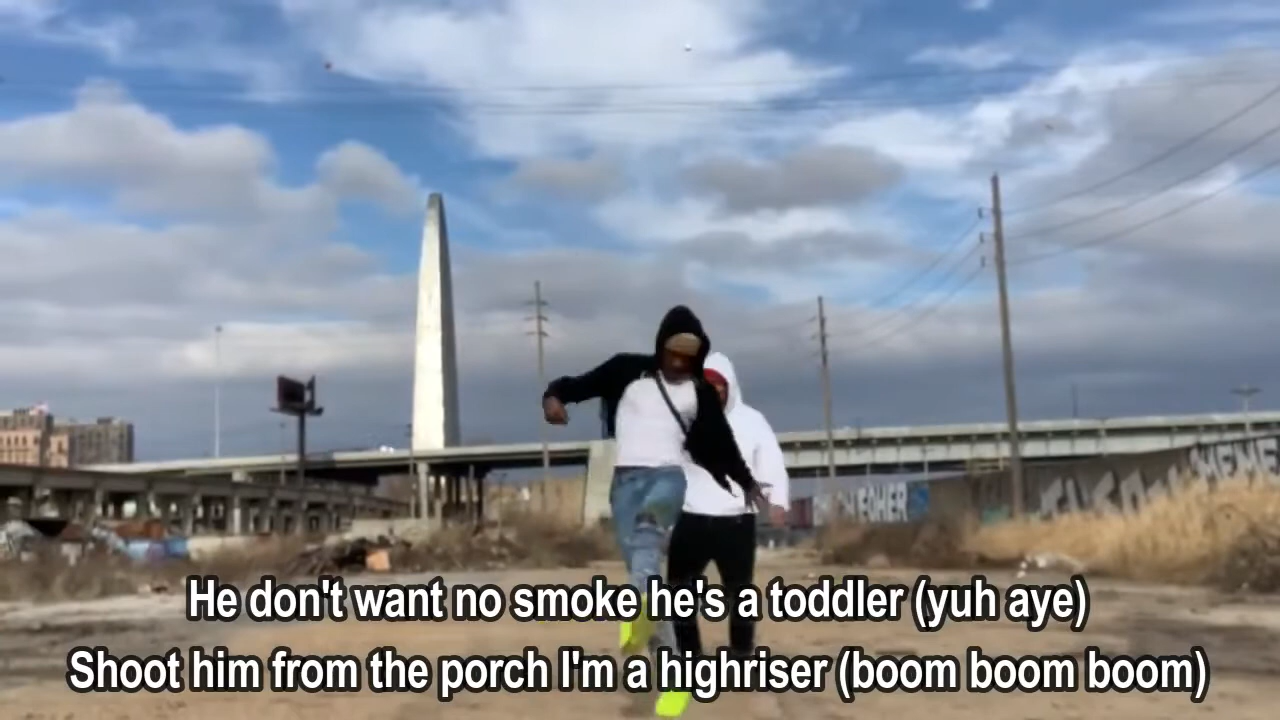 He don't want no smoke he's a toddler (yuh aye)
Shoot him from the porch I'm a highriser (boom boom boom)